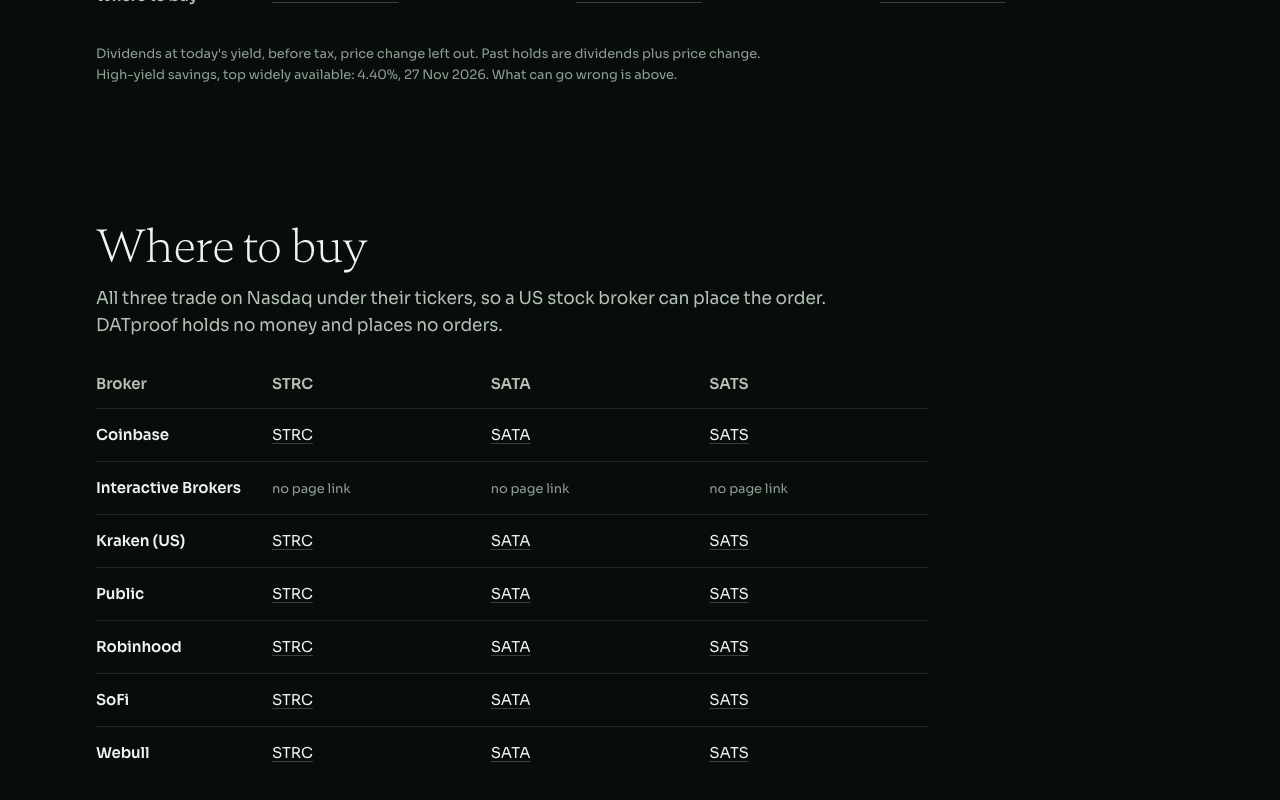 Where to buy
Dividends at today's yield, before tax, price change left out. Past holds are dividends plus price change.
High-yield savings, top widely available: 4.40%, 27 Nov 2026. What can go wrong is above.
Where to buy
All three trade on Nasdaq under their tickers, so a US stock broker can place the order.
DATproof holds no money and places no orders.
Broker STRC SATA SATS
Coinbase STRC SATA SATS
Interactive Brokers no page link no page link no page link
Kraken (US) STRC SATA SATS
Public STRC SATA SATS
Robinhood STRC SATA SATS
SoFi STRC SATA SATS
Webull STRC SATA SATS